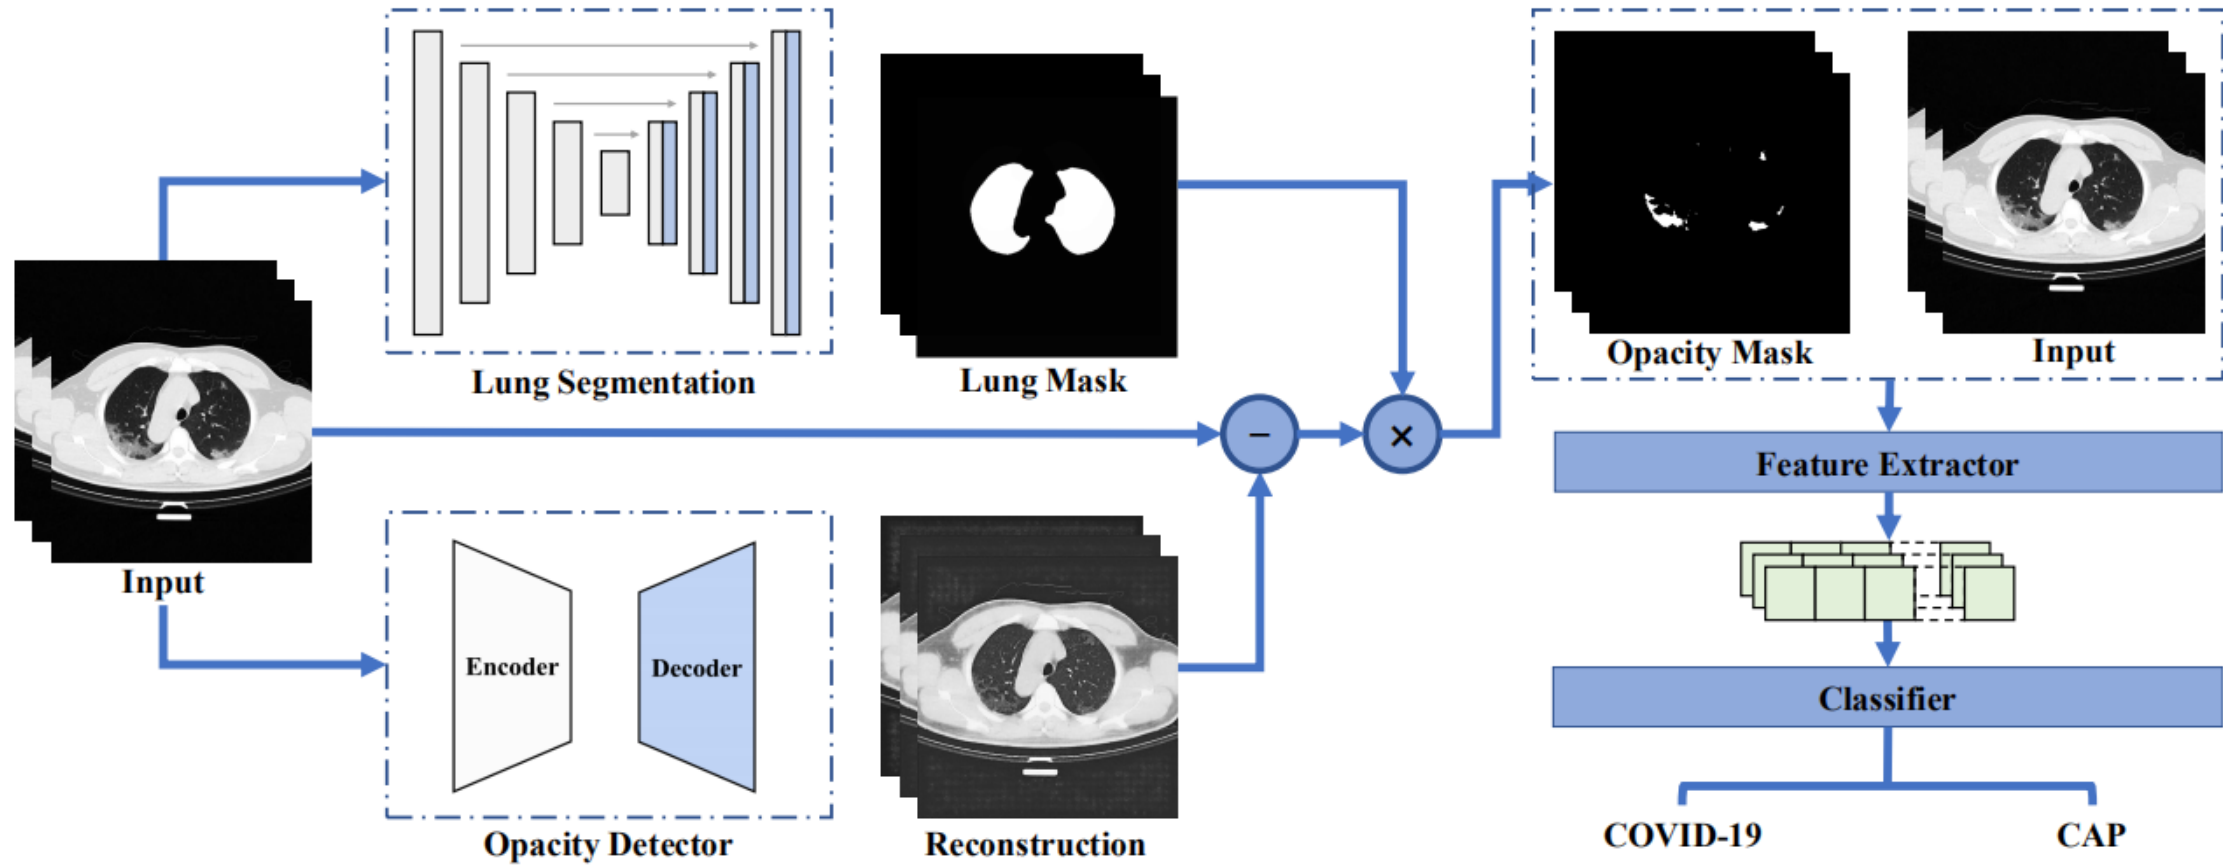 Lung Segmentation
Lung Mask
Opacity Mask
Input
Input
−
×
Feature Extractor
Encoder
Decoder
Classifier
Opacity Detector
Reconstruction
COVID-19
CAP